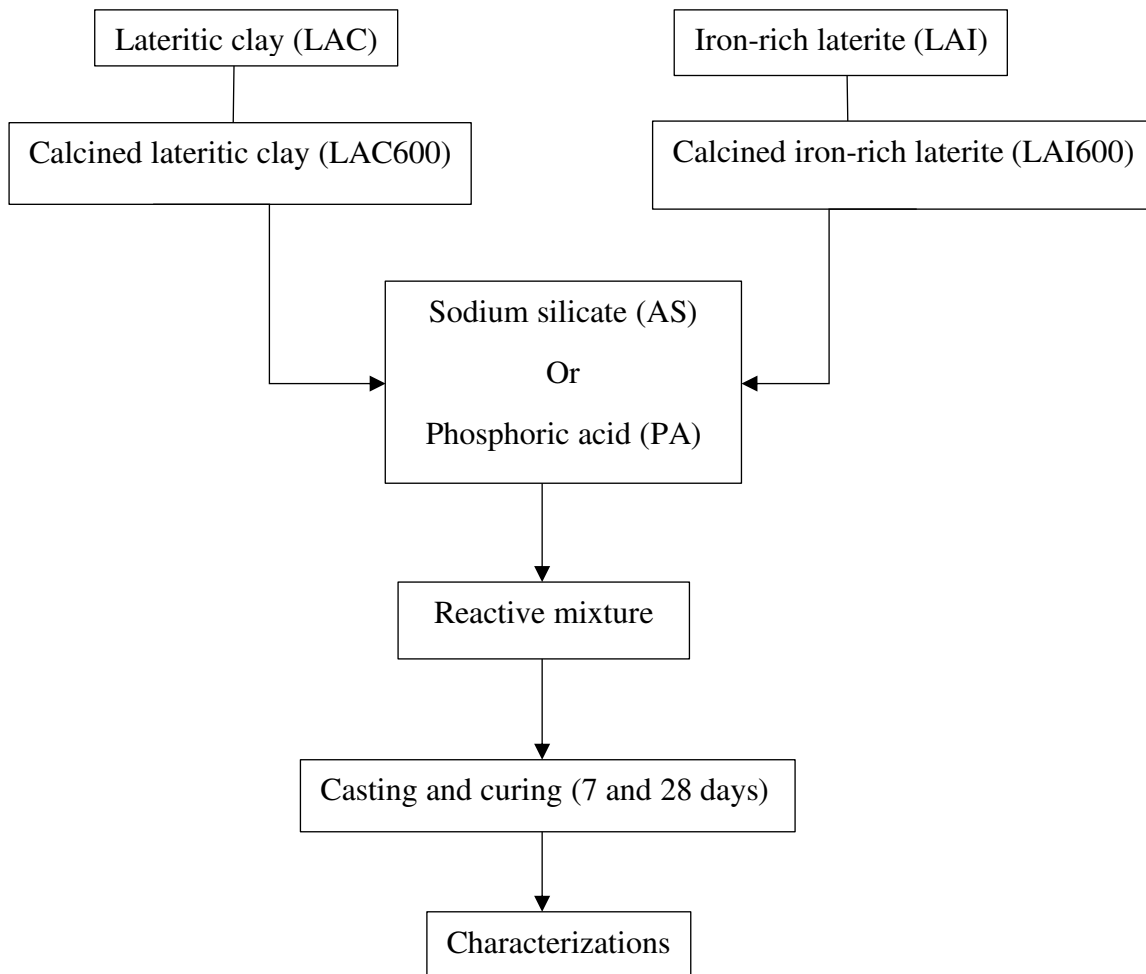 Lateritic clay (LAC)
Iron-rich laterite (LAI)
Calcined lateritic clay (LAC600)
Calcined iron-rich laterite (LAI600)
Sodium silicate (AS)
Or
Phosphoric acid (PA)
Reactive mixture
Casting and curing (7 and 28 days)
Characterizations